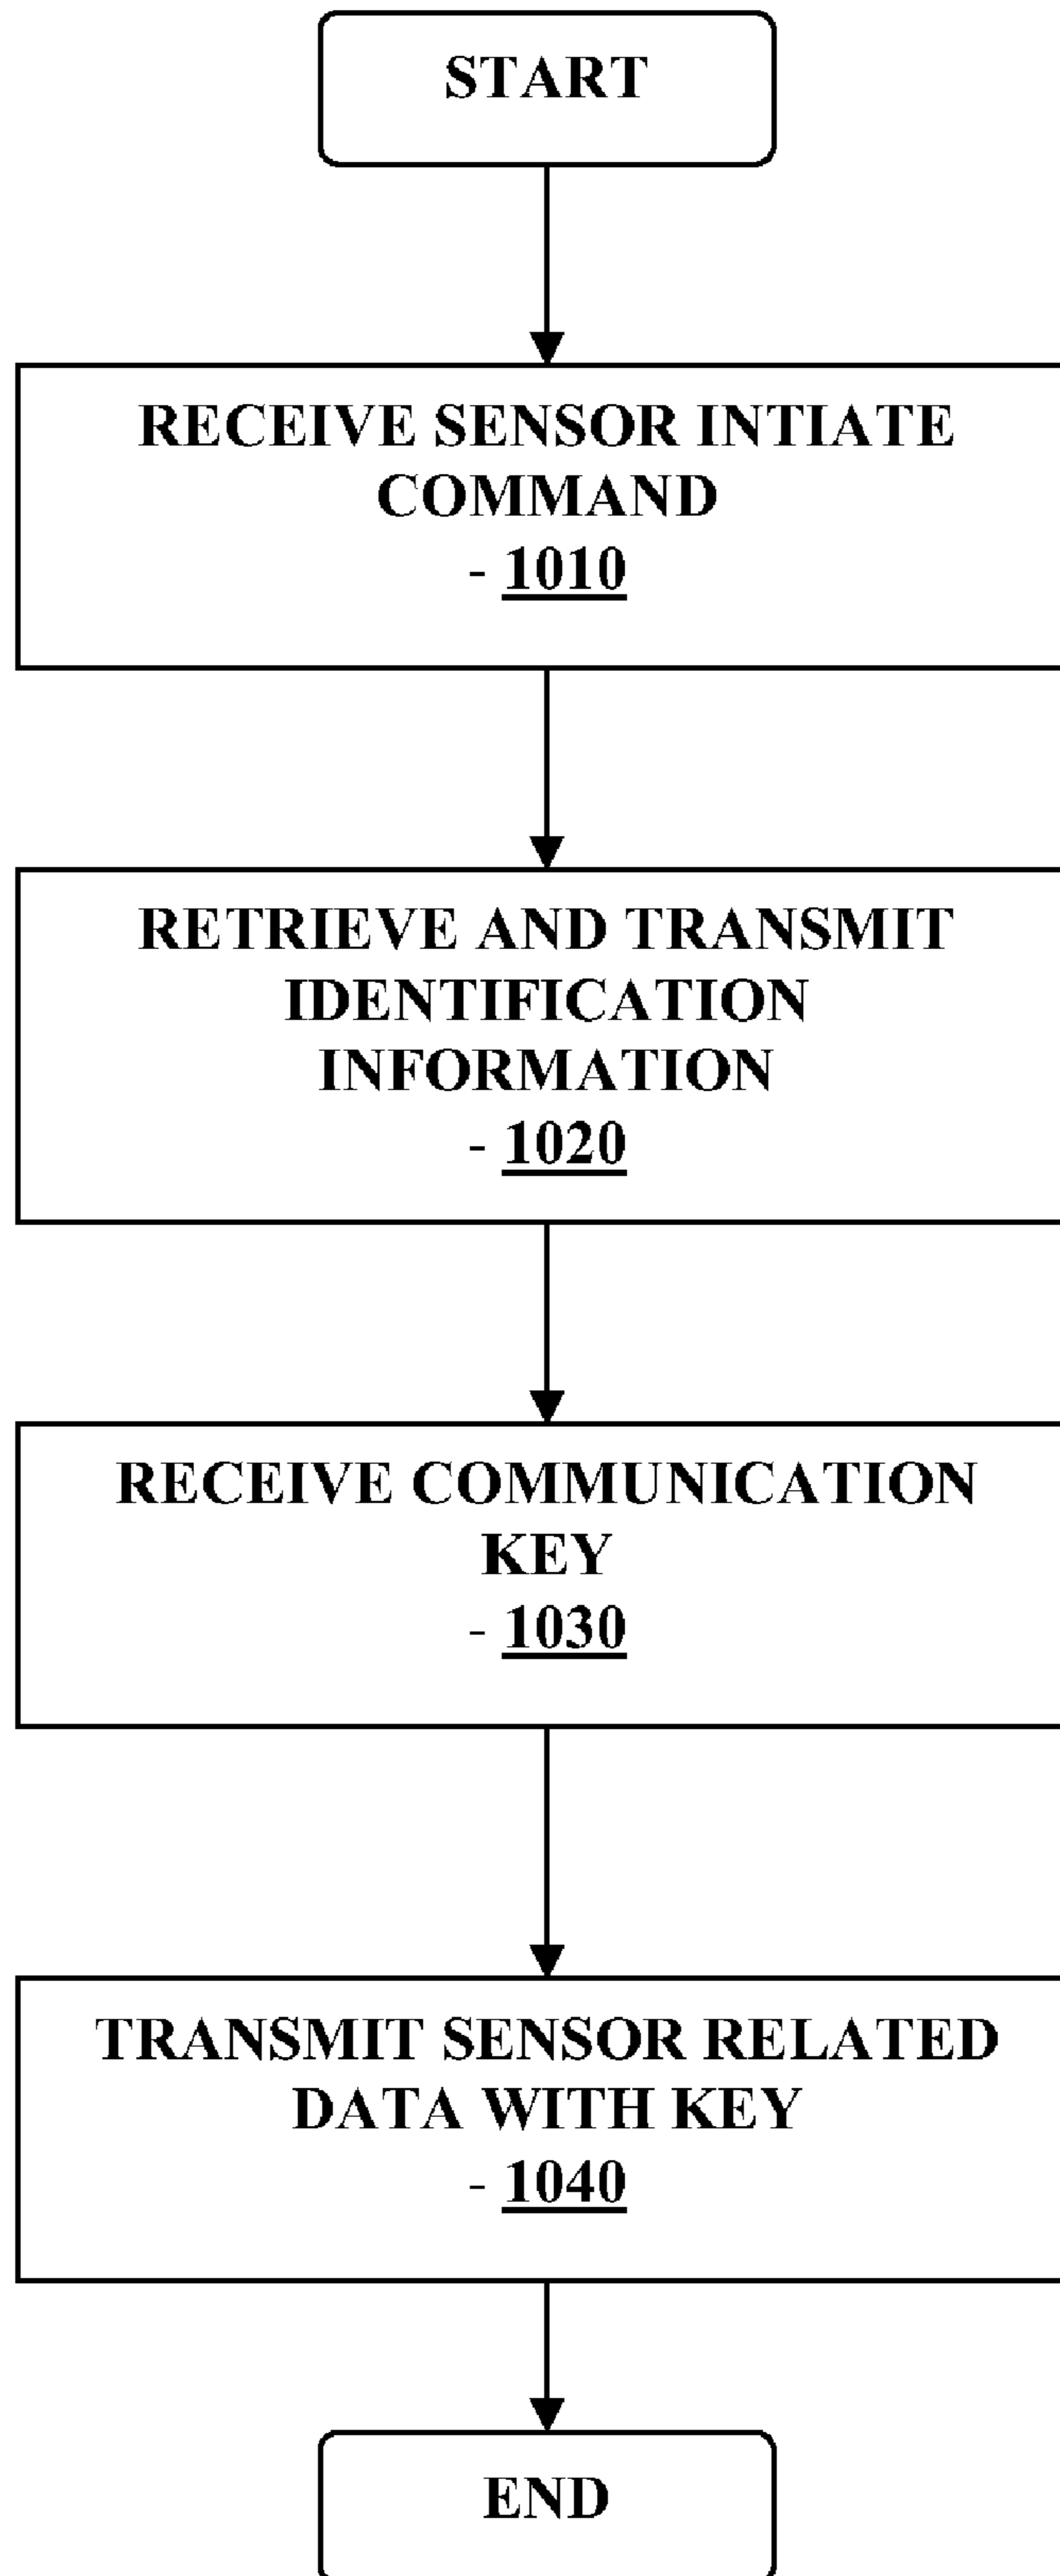 START
RECEIVE SENSOR INTIATE
COMMAND
- 1010
RETRIEVE AND TRANSMIT
IDENTIFICATION
INFORMATION
- 1020
RECEIVE COMMUNICATION
KEY
- 1030
TRANSMIT SENSOR RELATED
DATA WITH KEY
- 1040
END